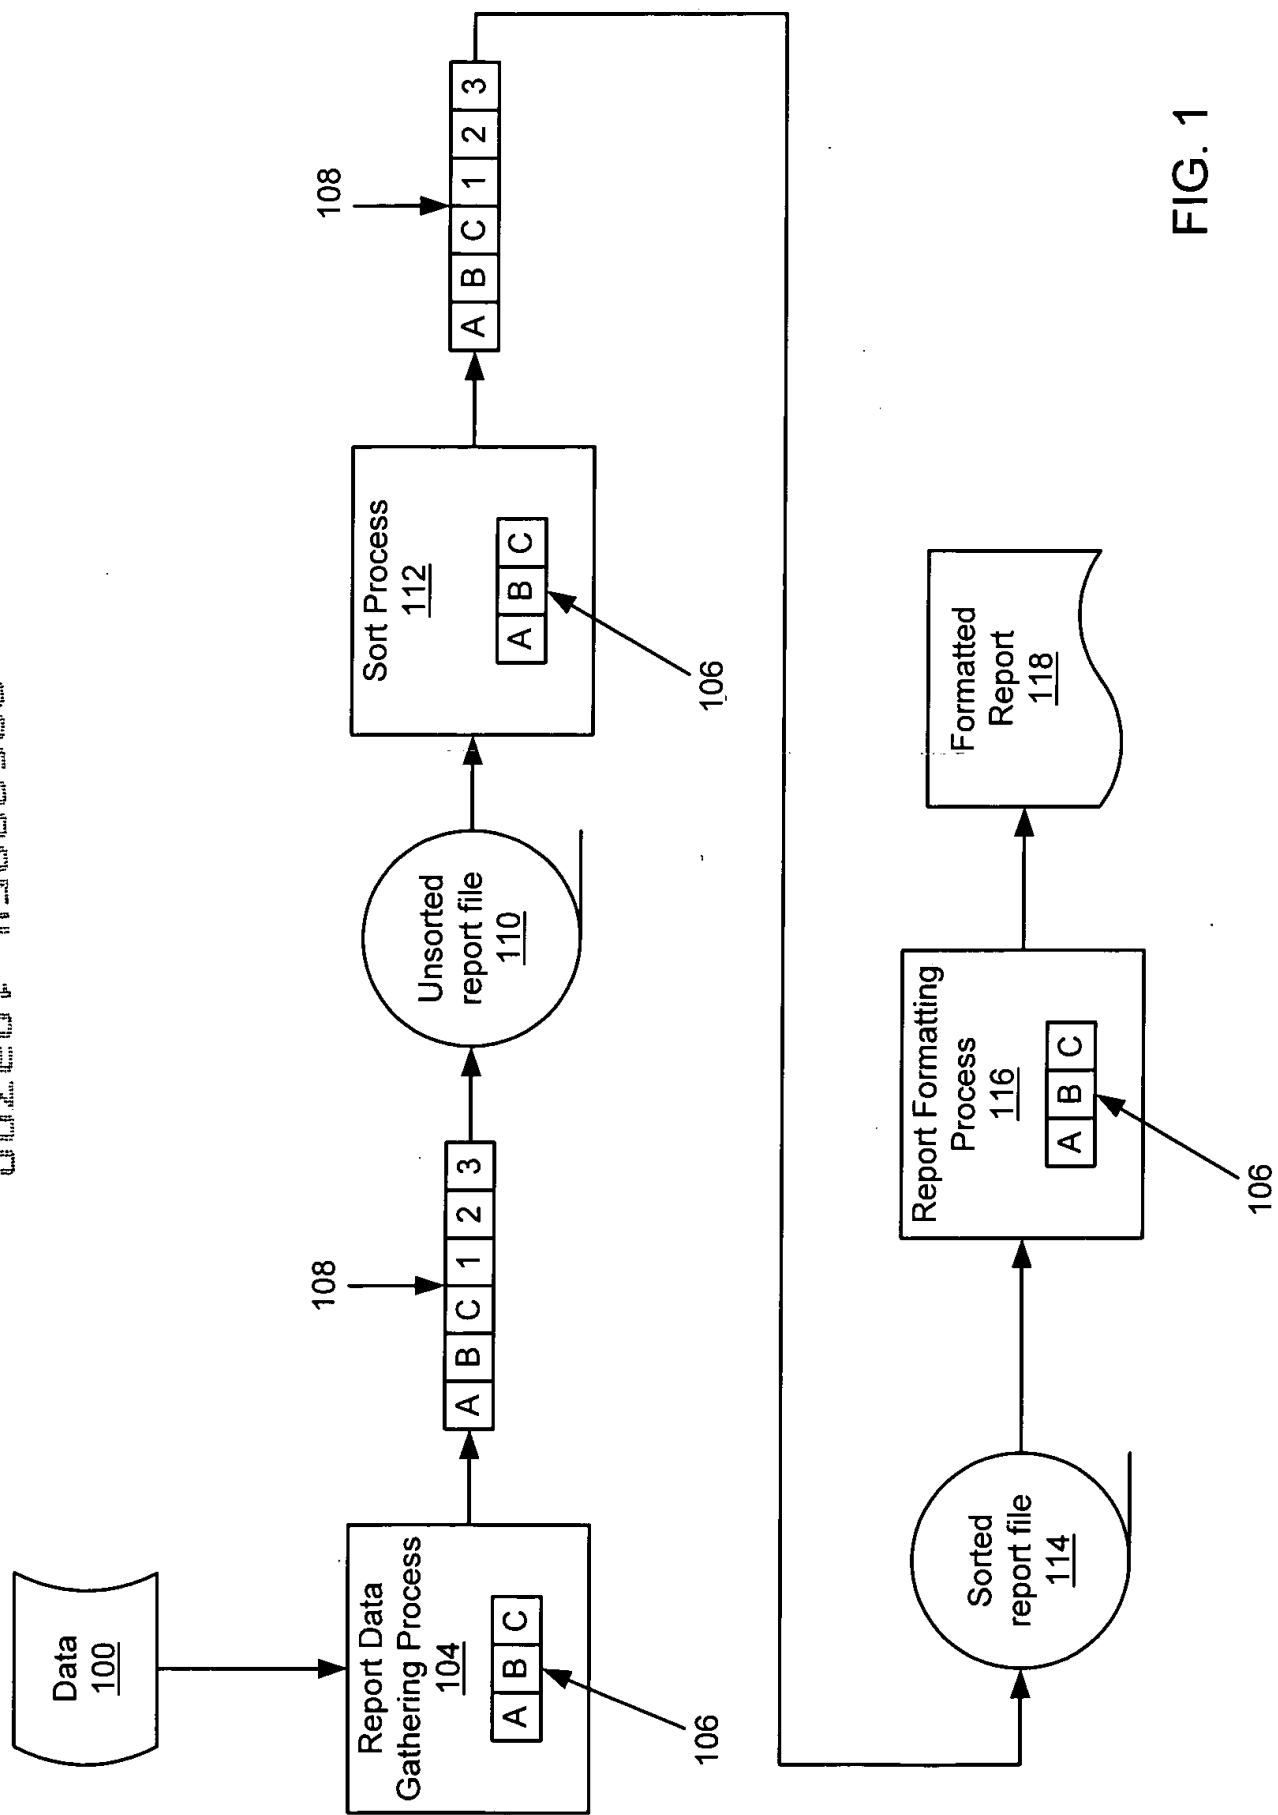 Data
100
Report Data
Gathering Process
104
A B C
106
108
A B C 1 2 3
Unsorted
report file
110
Sort Process
112
A B C
106
108
A B C 1 2 3
Sorted
report file
114
Report Formatting
Process
116
A B C
106
Formatted
Report
118
FIG. 1